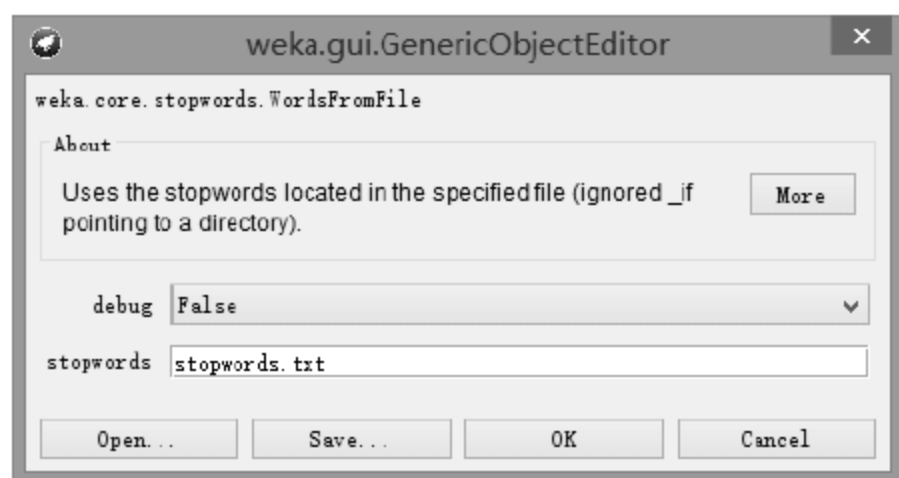 weka.gui.GenericObjectEditor
×
weka.core.stopwords.WordsFromFile
About
Uses the stopwords located in the specified file (ignored _if
pointing to a directory).
More
debug False
stopwords stopwords.txt
Open... Save... OK Cancel